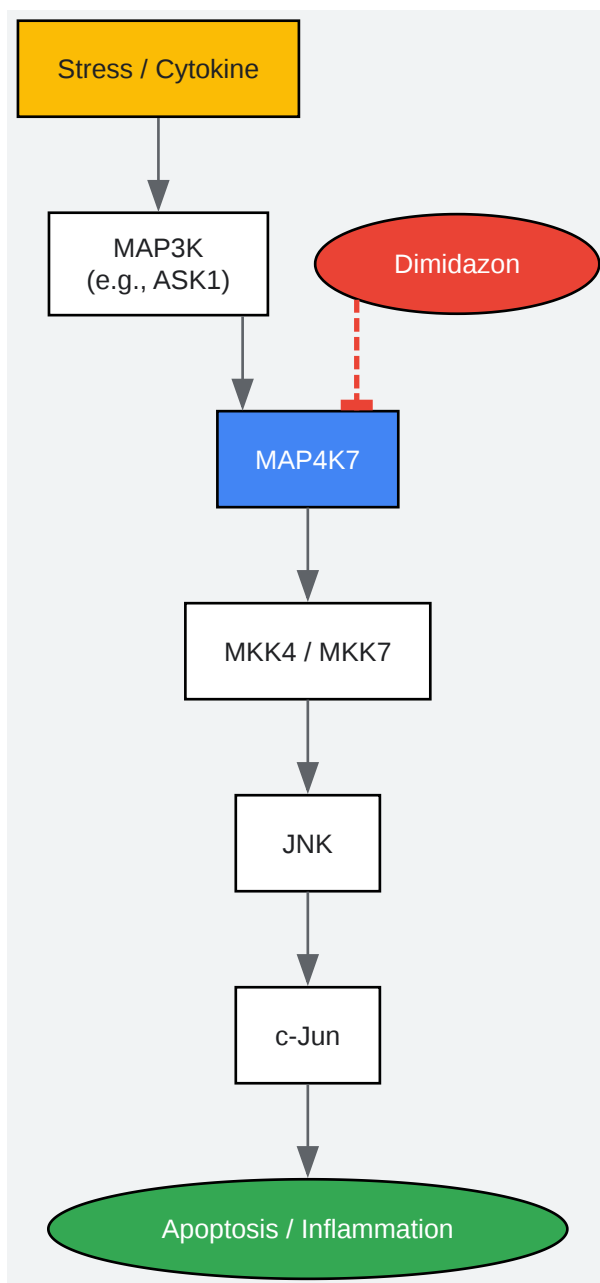 Stress / Cytokine
MAP3K
(e.g., ASK1)
Dimidazon
MAP4K7
MKK4 / MKK7
JNK
c-Jun
Apoptosis / Inflammation